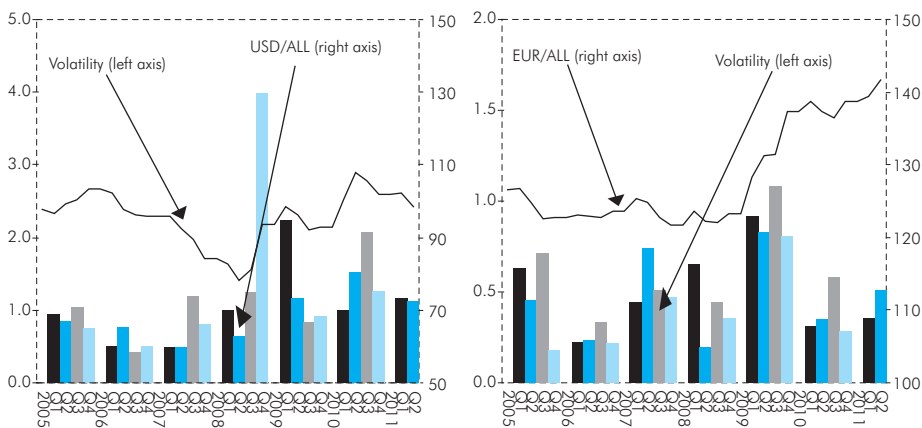 5.0
4.0
3.0
2.0
1.0
0.0
Volatility (left axis)
USD/ALL (right axis)
150
130
110
90
70
50
2005
Q1
Q2
Q3
Q4
2006
Q1
Q2
Q3
Q4
2007
Q1
Q2
Q3
Q4
2008
Q1
Q2
Q3
Q4
2009
Q1
Q2
Q3
Q4
2010
Q1
Q2
Q3
Q4
2011
Q1
Q2
2.0
1.5
1.0
0.5
0.0
EUR/ALL (right axis)
Volatility (left axis)
150
140
130
120
110
100
2005
Q1
Q2
Q3
Q4
2006
Q1
Q2
Q3
Q4
2007
Q1
Q2
Q3
Q4
2008
Q1
Q2
Q3
Q4
2009
Q1
Q2
Q3
Q4
2010
Q1
Q2
Q3
Q4
2011
Q1
Q2